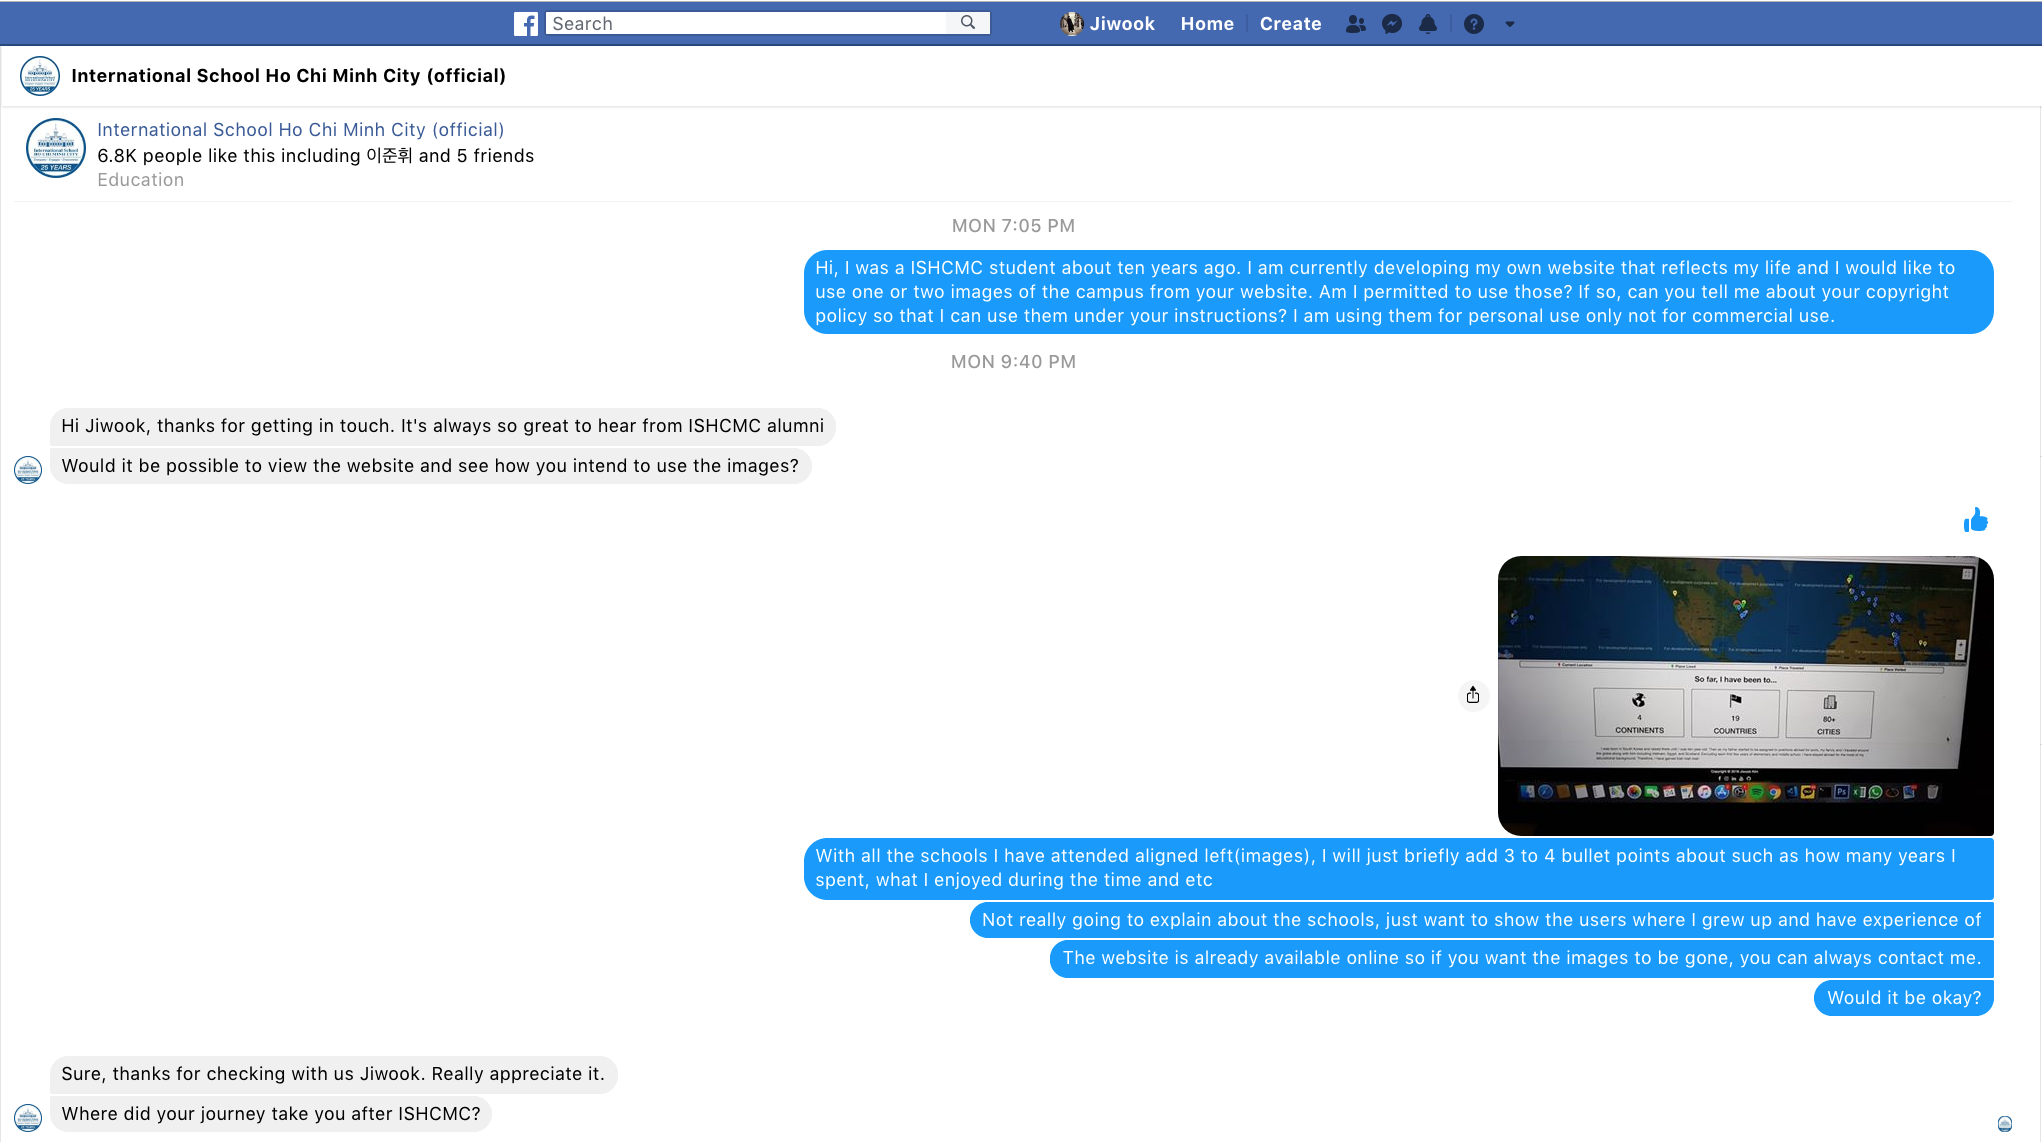 Search
Jiwook Home Create
International School Ho Chi Minh City (official)
International School Ho Chi Minh City (official)
6.8K people like this including 이준휘 and 5 friends
Education
25 YEARS
MON 7:05 PM
Hi, I was a ISHCMC student about ten years ago. I am currently developing my own website that reflects my life and I would like to
use one or two images of the campus from your website. Am I permitted to use those? If so, can you tell me about your copyright
policy so that I can use them under your instructions? I am using them for personal use only not for commercial use.
MON 9:40 PM
Hi Jiwook, thanks for getting in touch. It's always so great to hear from ISHCMC alumni
Would it be possible to view the website and see how you intend to use the images?
Current Location Place Lived Place Traveled Place Visited
So far, I have been to...
4 19 80+
CONTINENTS COUNTRIES CITIES
With all the schools I have attended aligned left(images), I will just briefly add 3 to 4 bullet points about such as how many years I
spent, what I enjoyed during the time and etc
Not really going to explain about the schools, just want to show the users where I grew up and have experience of
The website is already available online so if you want the images to be gone, you can always contact me.
Would it be okay?
Sure, thanks for checking with us Jiwook. Really appreciate it.
Where did your journey take you after ISHCMC?